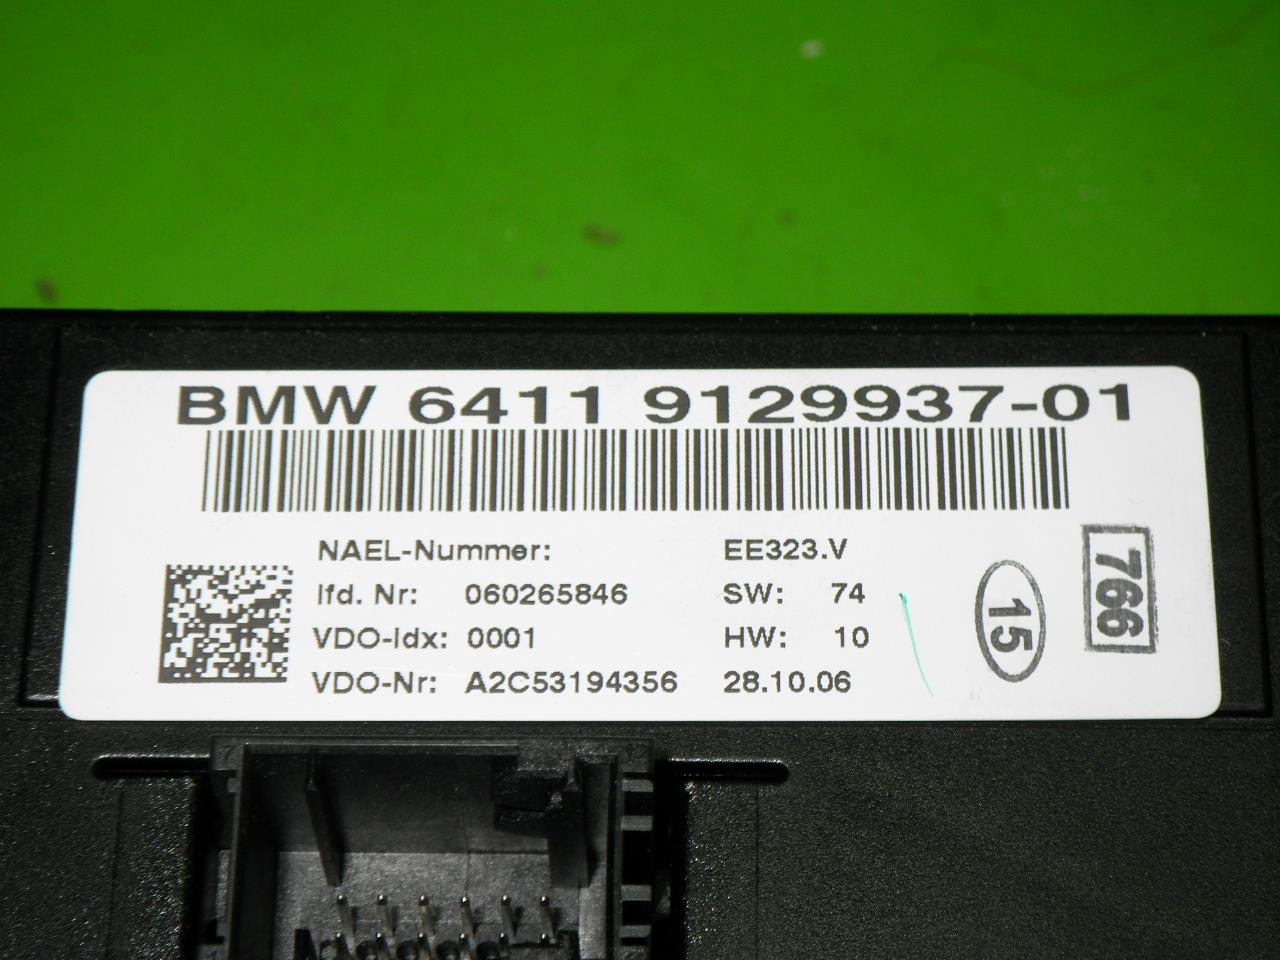 BMW 6411 9129937-01
NAEL-Nummer: EE323.V
lfd. Nr: 060265846 SW: 74
VDO-Idx: 0001 HW: 10
VDO-Nr: A2C53194356 28.10.06
15
766